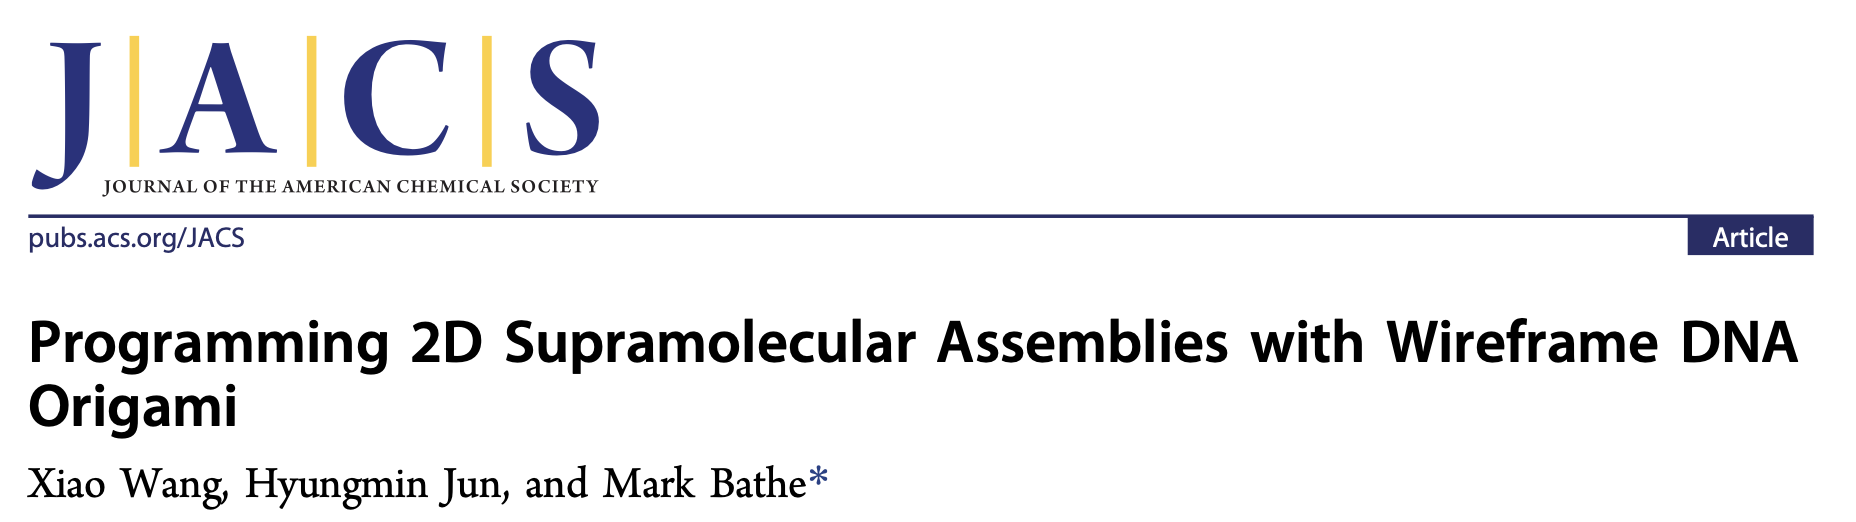 J|A|C|S
JOURNAL OF THE AMERICAN CHEMICAL SOCIETY
pubs.acs.org/JACS
Article
Programming 2D Supramolecular Assemblies with Wireframe DNA
Origami
Xiao Wang, Hyungmin Jun, and Mark Bathe*